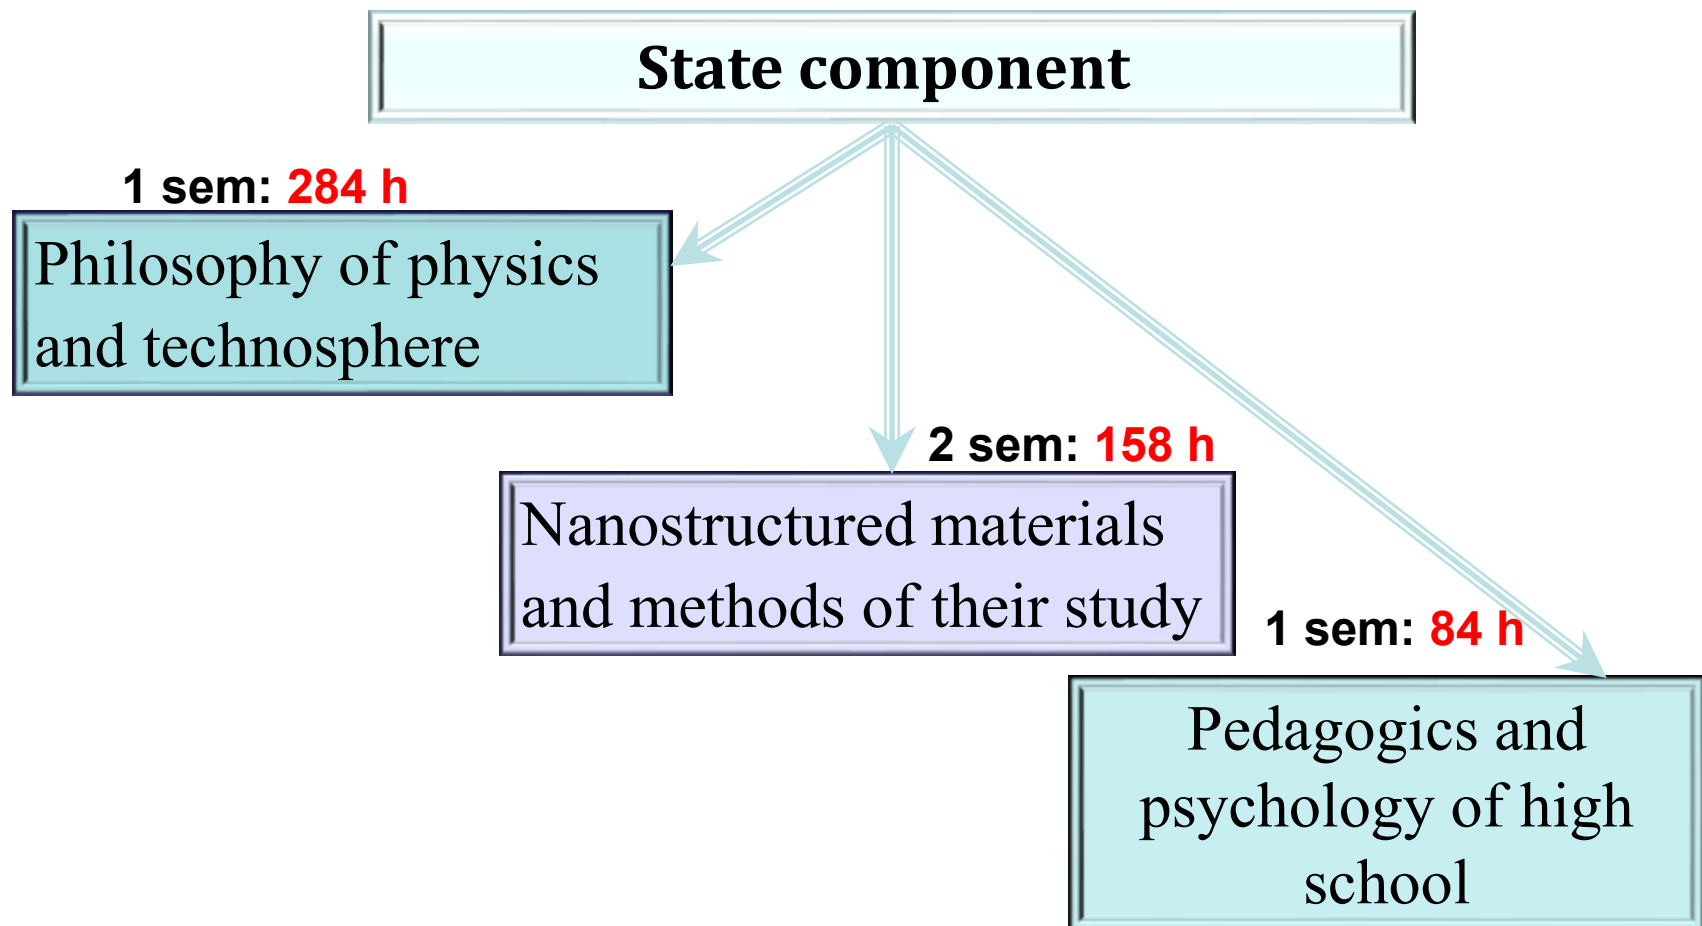 State component
1 sem: 284 h
Philosophy of physics
and technosphere
2 sem: 158 h
Nanostructured materials
and methods of their study
1 sem: 84 h
Pedagogics and
psychology of high
school